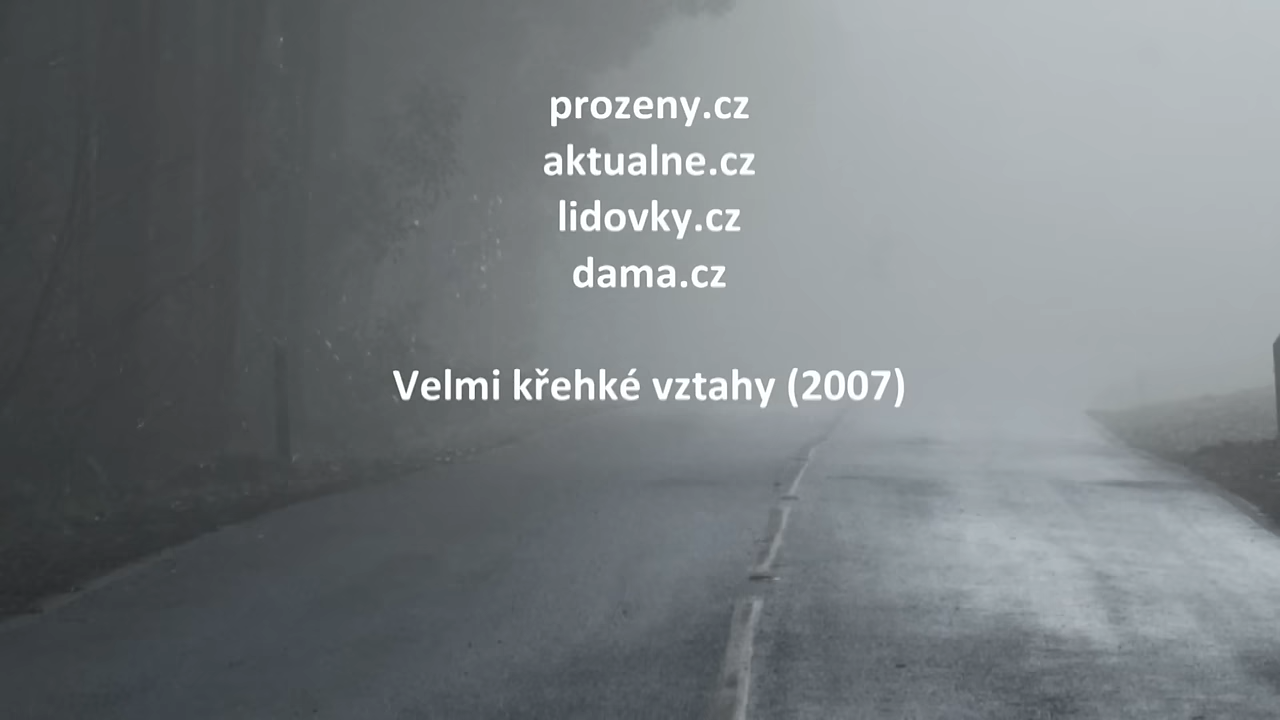 prozeny.cz
aktualne.cz
lidovky.cz
dama.cz
Velmi křehké vztahy (2007)